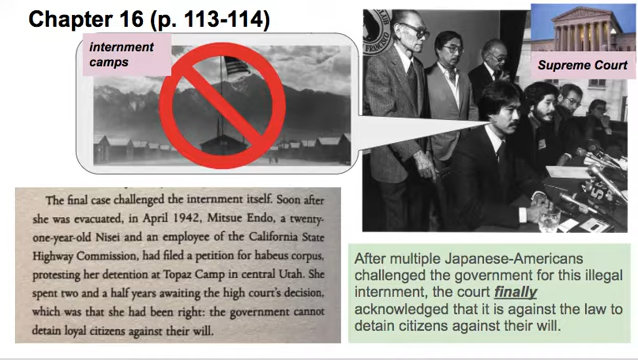 Chapter 16 (p. 113-114)
internment
camps
Supreme Court
The final case challenged the internment itself. Soon after
she was evacuated, in April 1942, Mitsue Endo, a twenty-
one-year-old Nisei and an employee of the California State
Highway Commission, had filed a petition for habeus corpus,
protesting her detention at Topaz Camp in central Utah. She
spent two and a half years awaiting the high court's decision,
which was that she had been right: the government cannot
detain loyal citizens against their will.
After multiple Japanese-Americans
challenged the government for this illegal
internment, the court finally
acknowledged that it is against the law to
detain citizens against their will.